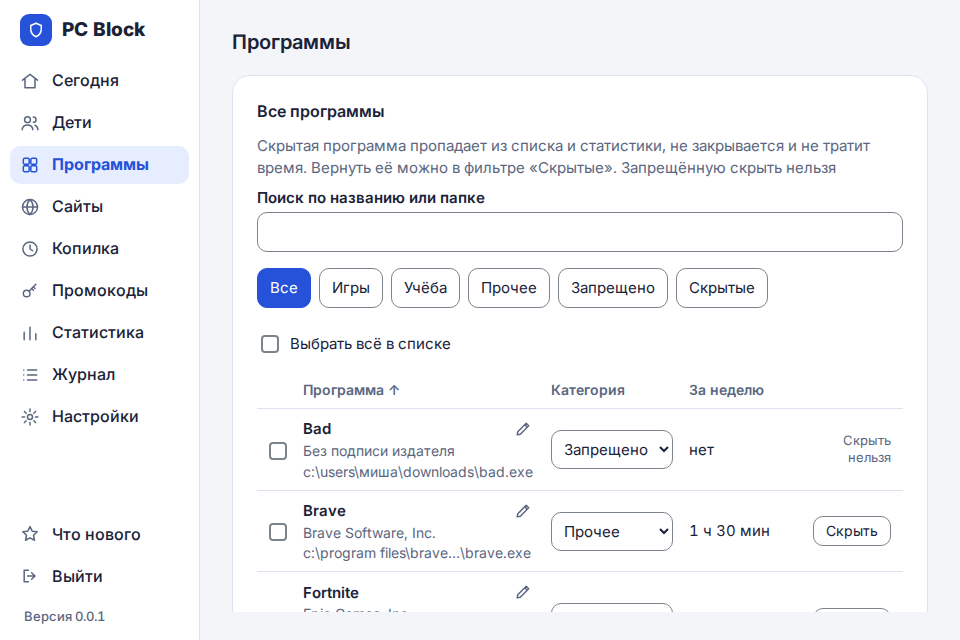 PC Block
Сегодня
Дети
Программы
Сайты
Копилка
Промокоды
Статистика
Журнал
Настройки
Что нового
Выйти
Версия 0.0.1
Программы
Все программы
Скрытая программа пропадает из списка и статистики, не закрывается и не тратит
время. Вернуть её можно в фильтре «Скрытые». Запрещённую скрыть нельзя
Поиск по названию или папке
Все Игры Учёба Прочее Запрещено Скрытые
Выбрать всё в списке
Программа ↑ Категория За неделю
Bad
Без подписи издателя
c:\users\миша\downloads\bad.exe
Запрещено
нет
Скрыть
нельзя
Brave
Brave Software, Inc.
c:\program files\brave...\brave.exe
Прочее
1 ч 30 мин
Скрыть
Fortnite
Epic Games, Inc.